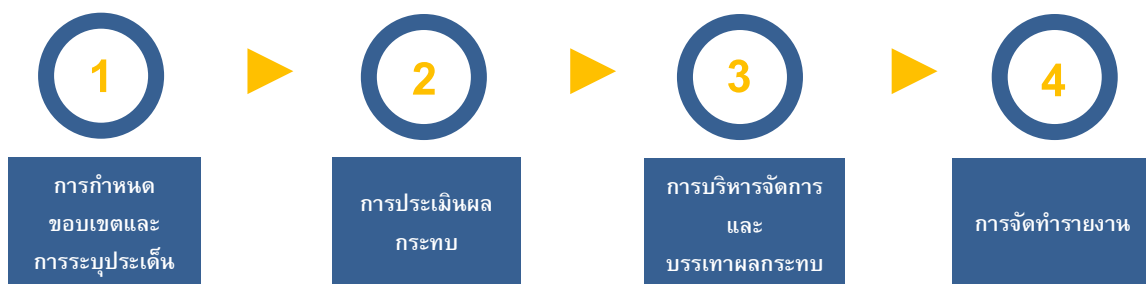 1
2
3
4
การกำหนด
ขอบเขตและ
การระบุประเด็น
การประเมินผล
กระทบ
การบริหารจัดการ
และ
บรรเทาผลกระทบ
การจัดทำรายงาน